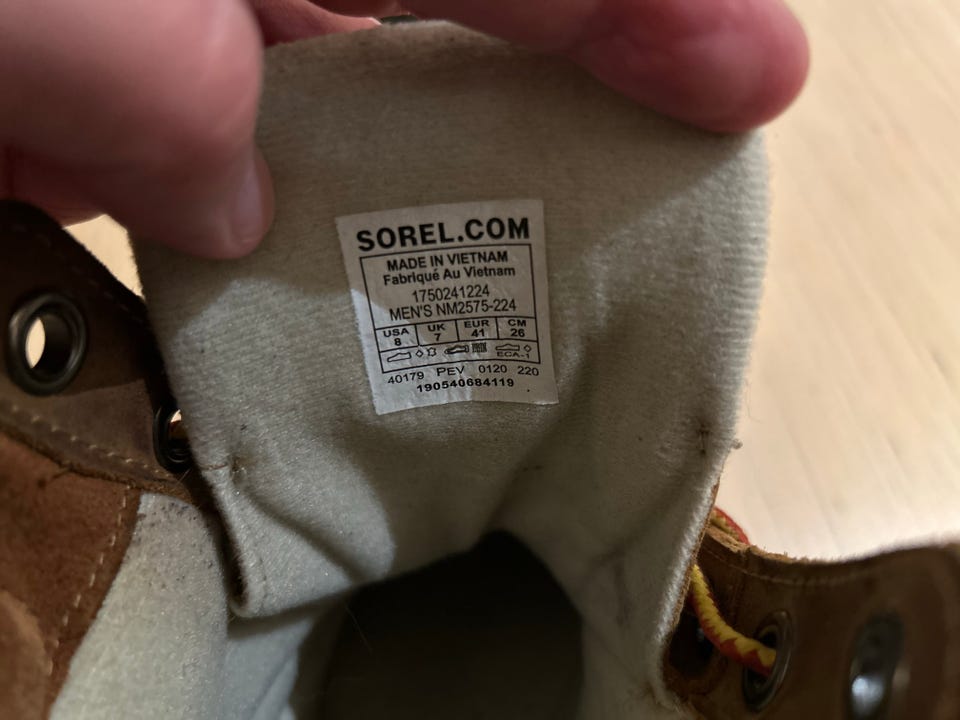 SOREL.COM
MADE IN VIETNAM
Fabriqué Au Vietnam
1750241224
MEN'S NM2575-224
USA UK EUR CM
8 7 41 26
ECA-1
40179 PEV 0120 220
190540684119